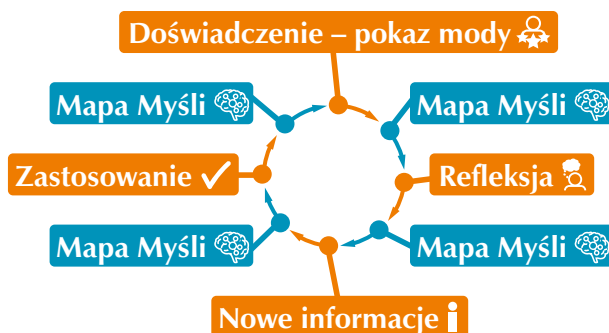 Doświadczenie – pokaz mody
Mapa Myśli
Mapa Myśli
Zastosowanie
Refleksja
Mapa Myśli
Mapa Myśli
Nowe informacje